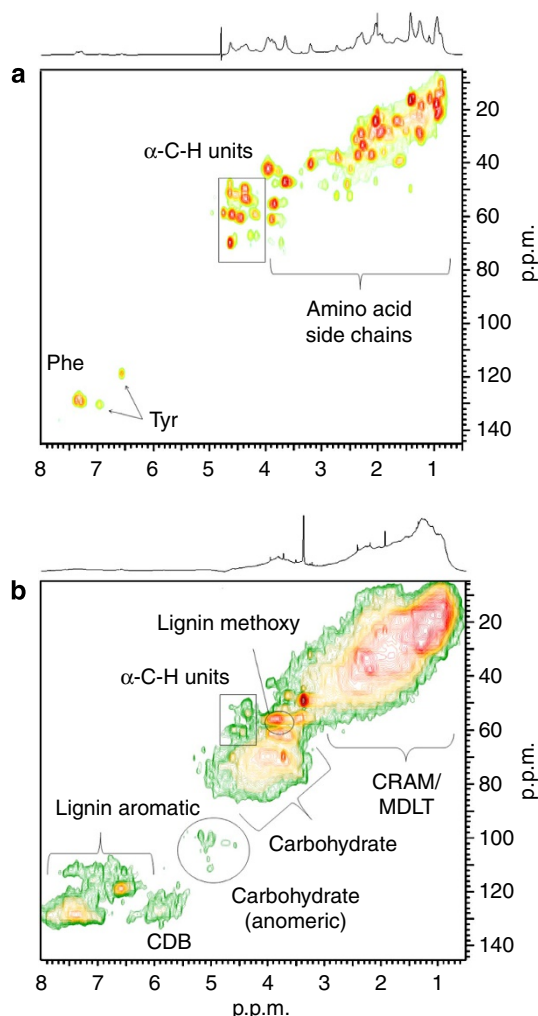 a
α-C-H units
Amino acid
side chains
Phe
Tyr
20
40
60
80
100
120
140
p.p.m.
8 7 6 5 4 3 2 1
b
Lignin methoxy
α-C-H units
CRAM/
MDLT
Lignin aromatic
Carbohydrate
Carbohydrate
(anomeric)
CDB
20
40
60
80
100
120
140
p.p.m.
8 7 6 5 4 3 2 1
p.p.m.